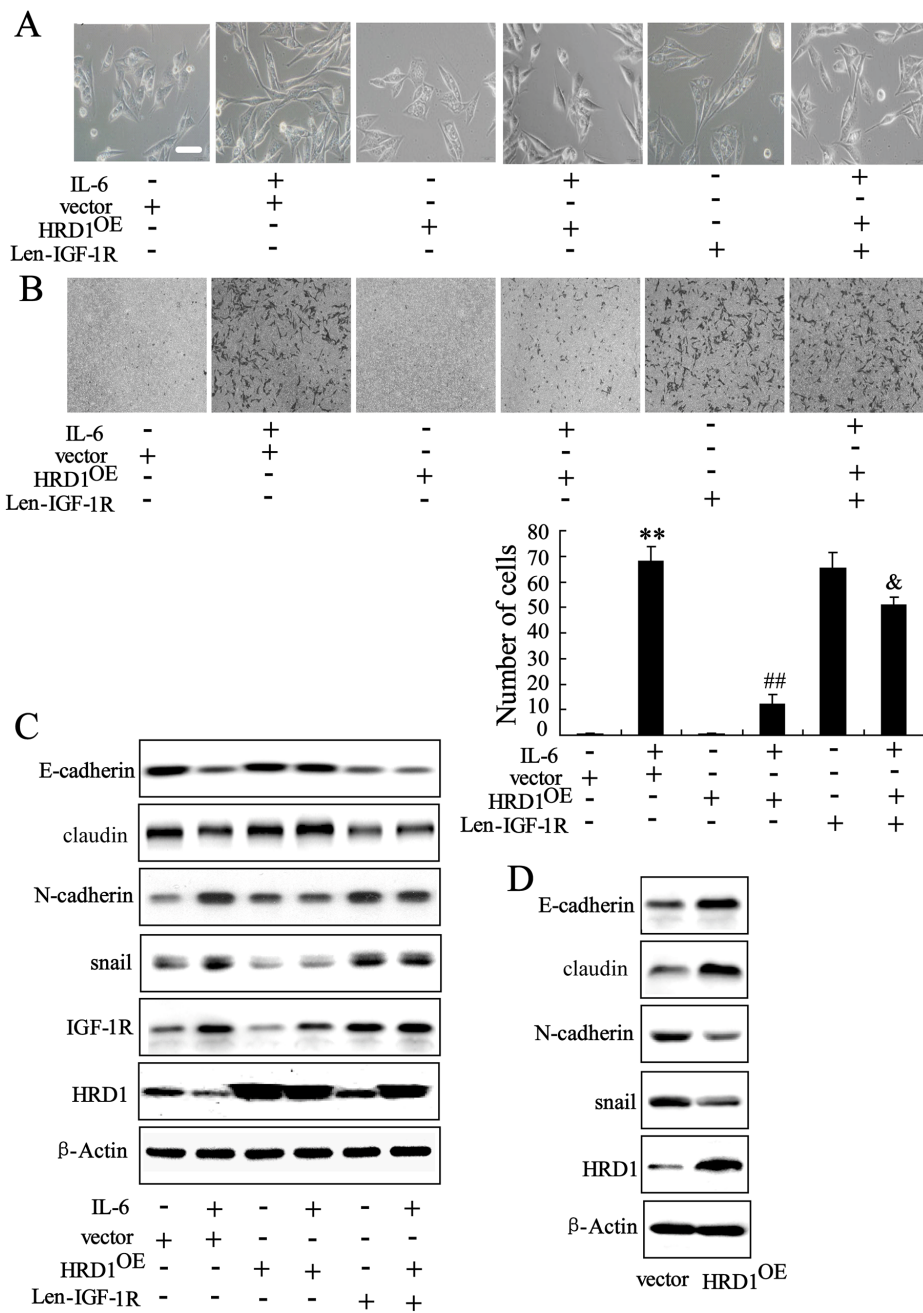 A
IL-6 - + - + - +
vector + + - - - -
HRD1OE - - + + - +
Len-IGF-1R - - - - + +
B
IL-6 - + - + - +
vector + + - - - -
HRD1OE - - + + - +
Len-IGF-1R - - - - + +
Number of cells
80
70
60
50
40
30
20
10
0
** ## &
IL-6 - + - + - +
vector + + - - - -
HRD1OE - - + + - +
Len-IGF-1R - - - - + +
C
E-cadherin
claudin
N-cadherin
snail
IGF-1R
HRD1
β-Actin
IL-6 - + - + - +
vector + + - - - -
HRD1OE - - + + - +
Len-IGF-1R - - - - + +
D
E-cadherin
claudin
N-cadherin
snail
HRD1
β-Actin
vector HRD1OE